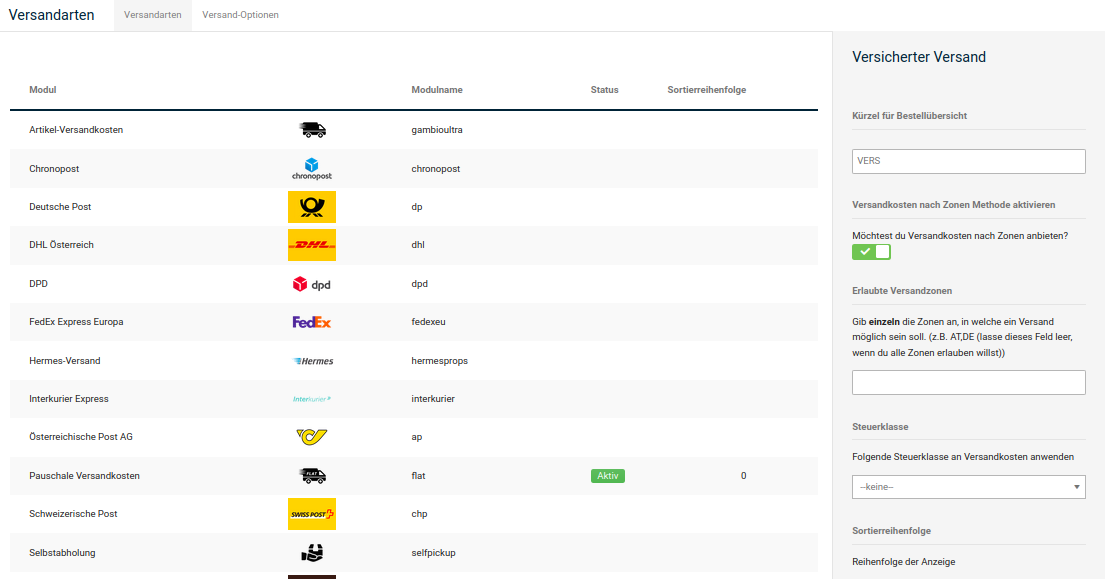 Versandarten Versandarten Versand-Optionen
Modul Modulname Status Sortierreihenfolge
Artikel-Versandkosten gambioultra
Chronopost chronopost chronopost
Deutsche Post dp
DHL Österreich DHL dhl
DPD dpd dpd
FedEx Express Europa FedEx fedexeu
Hermes-Versand Hermes hermesprops
Interkurier Express Interkurier interkurier
Österreichische Post AG ap
Pauschale Versandkosten FLAT flat Aktiv 0
Schweizerische Post SWISS POST chp
Selbstabholung selfpickup
Versicherter Versand
Kürzel für Bestellübersicht
VERS
Versandkosten nach Zonen Methode aktivieren
Möchtest du Versandkosten nach Zonen anbieten?
Erlaubte Versandzonen
Gib einzeln die Zonen an, in welche ein Versand
möglich sein soll. (z.B. AT,DE (lasse dieses Feld leer,
wenn du alle Zonen erlauben willst))
Steuerklasse
Folgende Steuerklasse an Versandkosten anwenden
--keine--
Sortierreihenfolge
Reihenfolge der Anzeige